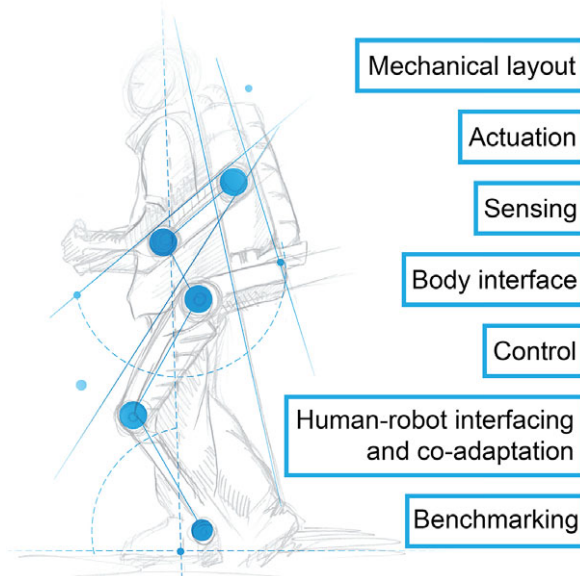 Mechanical layout
Actuation
Sensing
Body interface
Control
Human-robot interfacing
and co-adaptation
Benchmarking